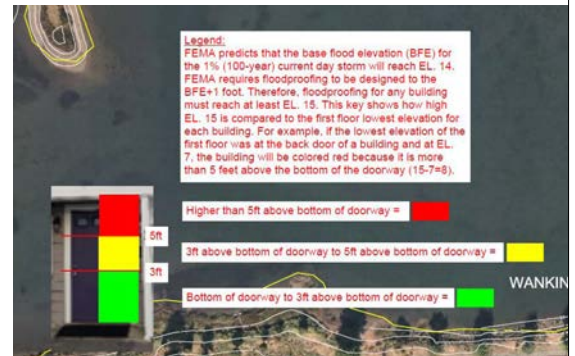 Legend:
FEMA predicts that the base flood elevation (BFE) for
the 1% (100-year) current day storm will reach EL. 14.
FEMA requires floodproofing to be designed to the
BFE+1 foot. Therefore, floodproofing for any building
must reach at least EL. 15. This key shows how high
EL. 15 is compared to the first floor lowest elevation for
each building. For example, if the lowest elevation of the
first floor was at the back door of a building and at EL.
7, the building will be colored red because it is more
than 5 feet above the bottom of the doorway (15-7=8).
Higher than 5ft above bottom of doorway =
5ft
3ft above bottom of doorway to 5ft above bottom of doorway =
3ft
WANKIN
Bottom of doorway to 3ft above bottom of doorway =